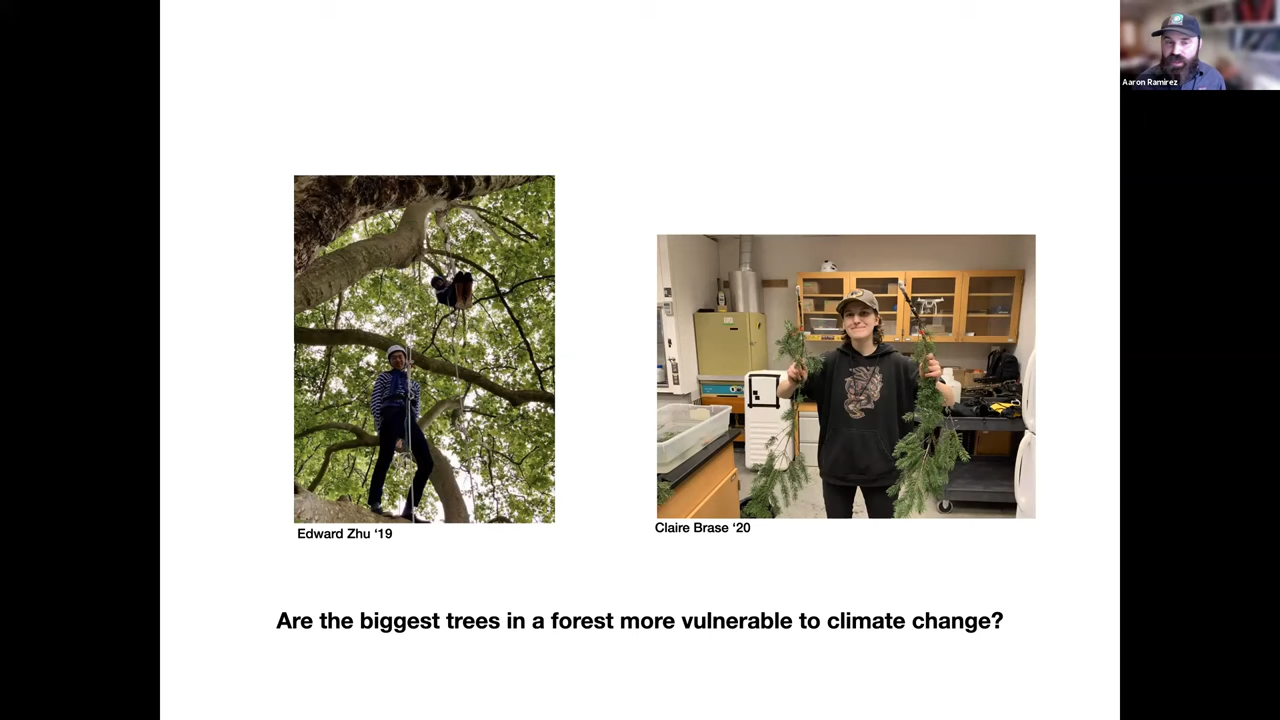 Aaron Ramirez
Edward Zhu ‘19
Claire Brase ‘20
Are the biggest trees in a forest more vulnerable to climate change?